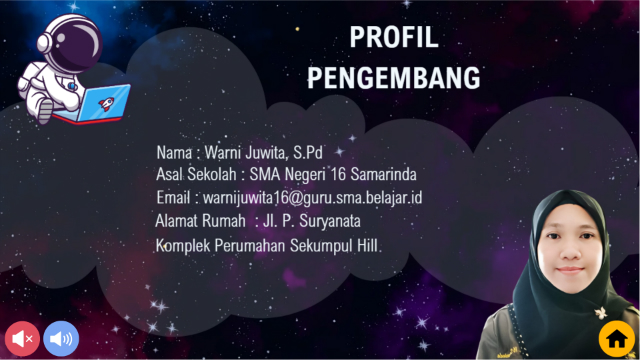 PROFIL
PENGEMBANG
Nama : Warni Juwita, S.Pd
Asal Sekolah : SMA Negeri 16 Samarinda
Email : warnijuwita16@guru.sma.belajar.id
Alamat Rumah : Jl. P. Suryanata
Komplek Perumahan Sekumpul Hill.